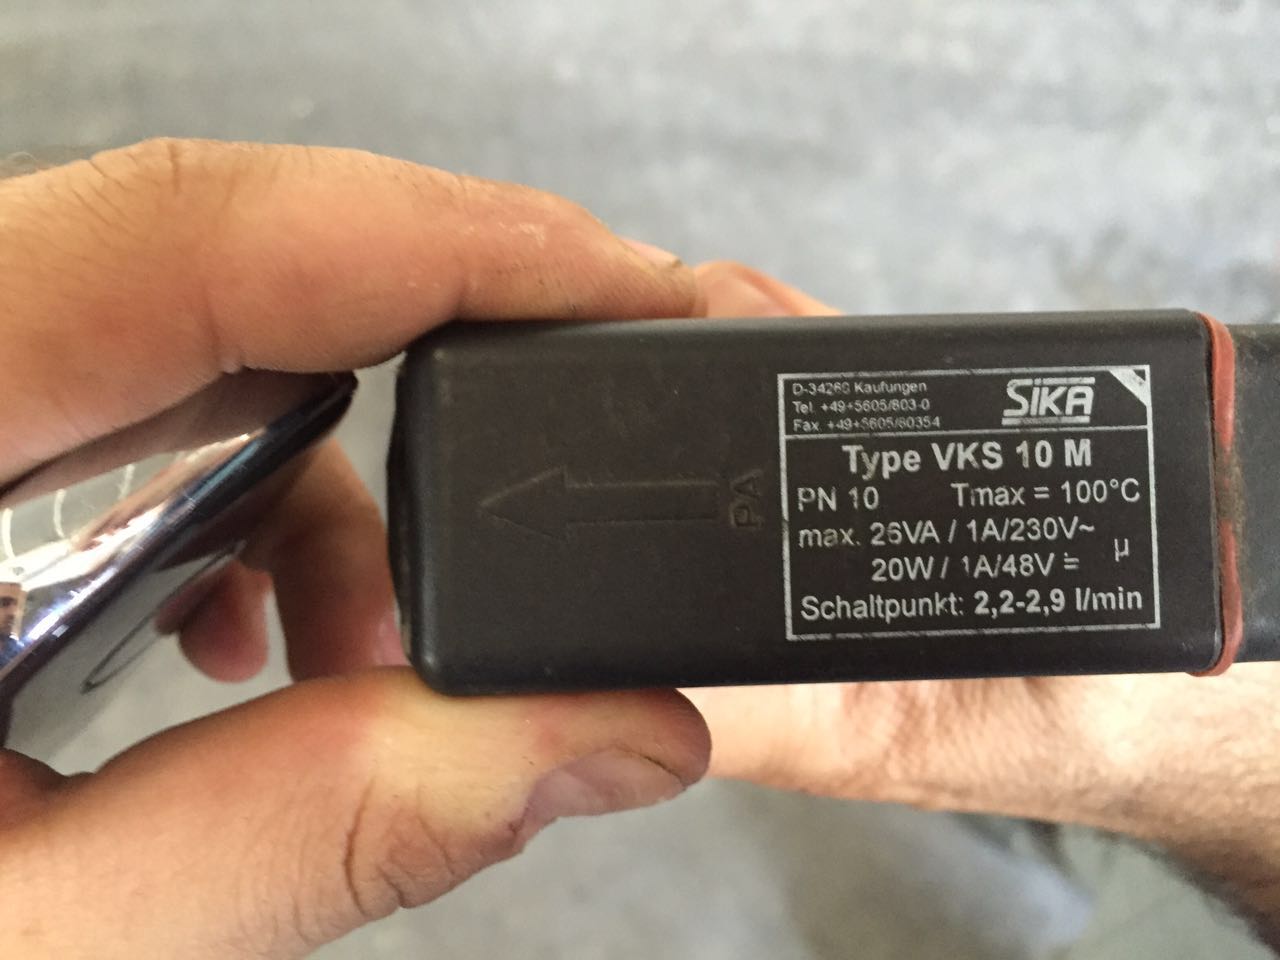 D-34260 Kaufungen
Tel. +49+5605/803-0
Fax. +49+5605/80354
SIKA
Type VKS 10 M
PN 10 Tmax = 100°C
max. 26VA / 1A/230V~
20W / 1A/48V = µ
Schaltpunkt: 2,2-2,9 l/min
PA